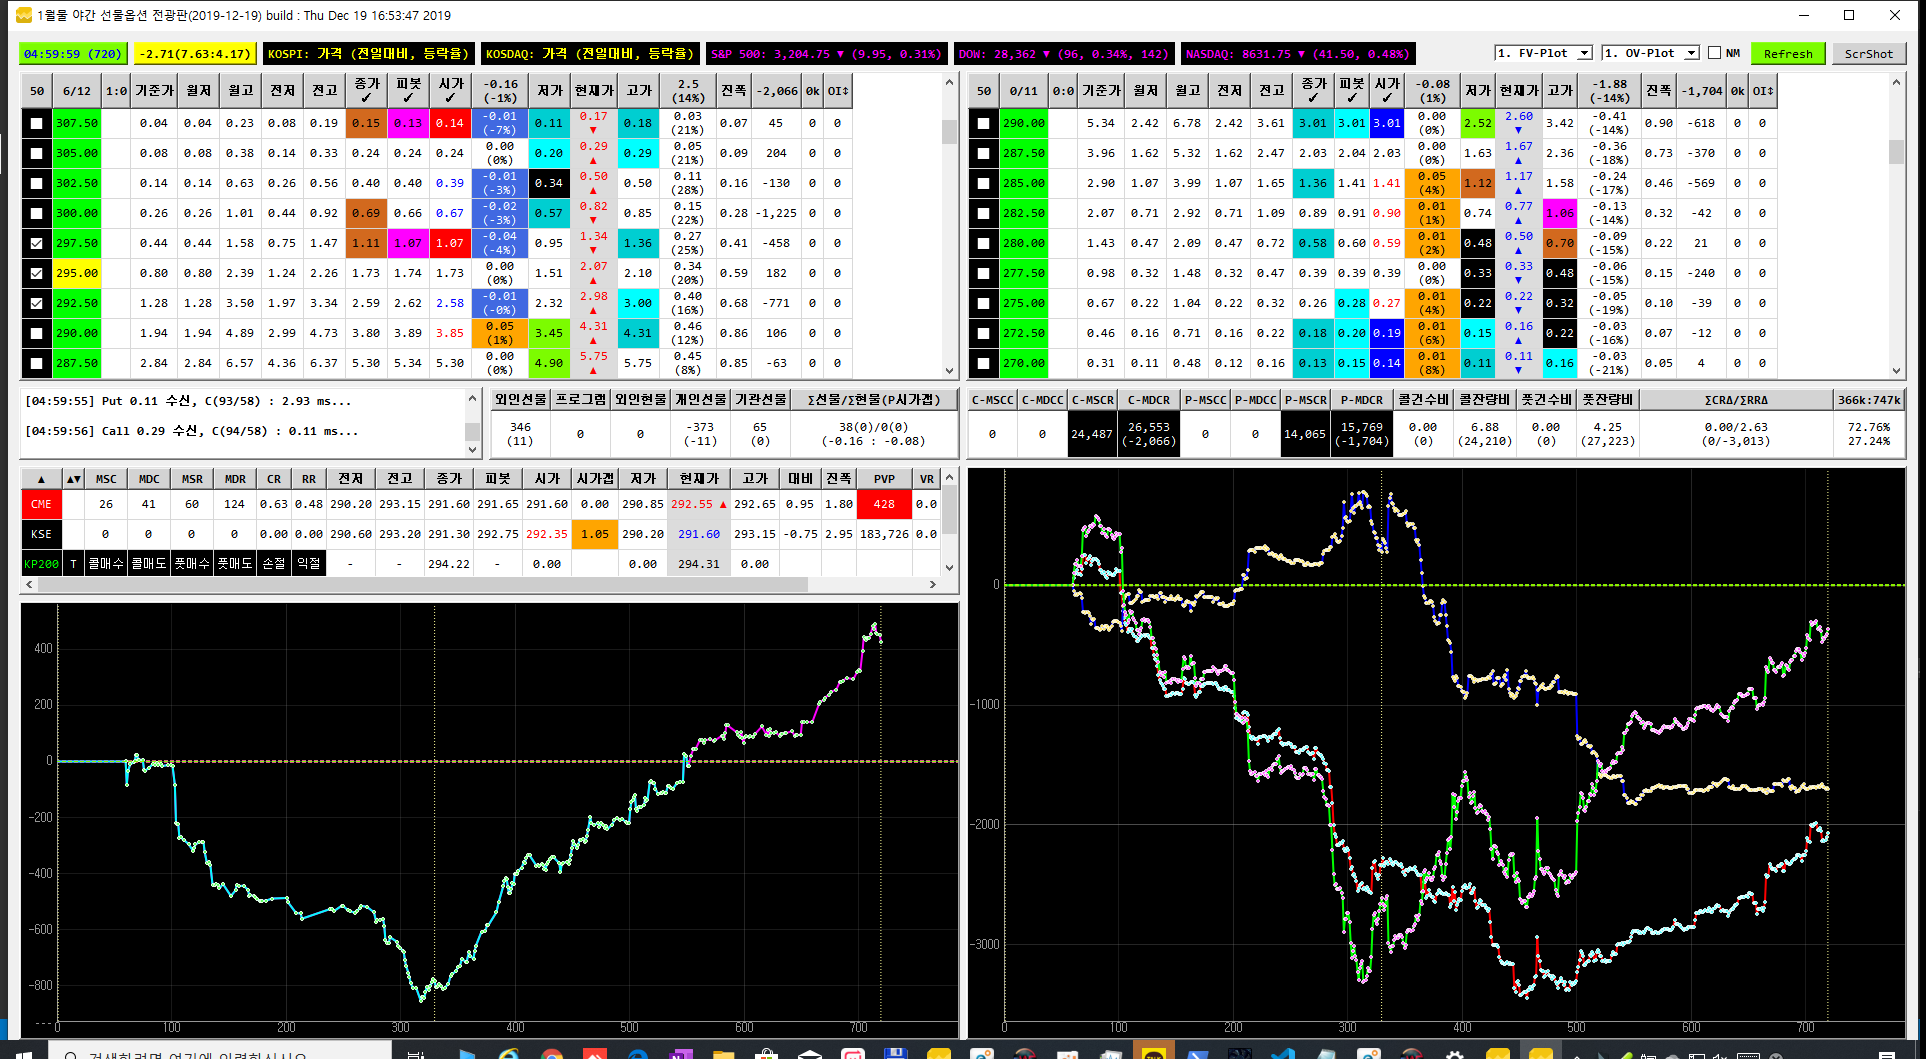 1월물 야간 선물옵션 전광판(2019-12-19) build : Thu Dec 19 16:53:47 2019
04:59:59 (720) -2.71(7.63:4.17) KOSPI: 가격 (전일대비, 등락율) KOSDAQ: 가격 (전일대비, 등락율) S&P 500: 3,204.75 ▼ (9.95, 0.31%) DOW: 28,362 ▼ (96, 0.34%, 142) NASDAQ: 8631.75 ▼ (41.50, 0.48%) 1. FV-Plot 1. OV-Plot NM Refresh ScrShot
50 6/12 1:0 기준가 월저 월고 전저 전고 종가✓ 피봇✓ 시가✓ -0.16 (-1%) 저가 현재가 고가 2.5 (14%) 진폭 -2,066 0k OI↕
307.50 0.04 0.04 0.23 0.08 0.19 0.15 0.13 0.14 -0.01 (-7%) 0.11 0.17 ▼ 0.18 0.03 (21%) 0.07 45 0 0
305.00 0.08 0.08 0.38 0.14 0.33 0.24 0.24 0.24 0.00 (0%) 0.20 0.29 ▲ 0.29 0.05 (21%) 0.09 204 0 0
302.50 0.14 0.14 0.63 0.26 0.56 0.40 0.40 0.39 -0.01 (-3%) 0.34 0.50 ▲ 0.50 0.11 (28%) 0.16 -130 0 0
300.00 0.26 0.26 1.01 0.44 0.92 0.69 0.66 0.67 -0.02 (-3%) 0.57 0.82 ▼ 0.85 0.15 (22%) 0.28 -1,225 0 0
297.50 0.44 0.44 1.58 0.75 1.47 1.11 1.07 1.07 -0.04 (-4%) 0.95 1.34 ▼ 1.36 0.27 (25%) 0.41 -458 0 0
295.00 0.80 0.80 2.39 1.24 2.26 1.73 1.74 1.73 0.00 (0%) 1.51 2.07 ▲ 2.10 0.34 (20%) 0.59 182 0 0
292.50 1.28 1.28 3.50 1.97 3.34 2.59 2.62 2.58 -0.01 (-0%) 2.32 2.98 ▲ 3.00 0.40 (16%) 0.68 -771 0 0
290.00 1.94 1.94 4.89 2.99 4.73 3.80 3.89 3.85 0.05 (1%) 3.45 4.31 ▲ 4.31 0.46 (12%) 0.86 106 0 0
287.50 2.84 2.84 6.57 4.36 6.37 5.30 5.34 5.30 0.00 (0%) 4.90 5.75 ▲ 5.75 0.45 (8%) 0.85 -63 0 0
50 0/11 0:0 기준가 월저 월고 전저 전고 종가✓ 피봇✓ 시가✓ -0.08 (1%) 저가 현재가 고가 -1.88 (-14%) 진폭 -1,704 0k OI↕
290.00 5.34 2.42 6.78 2.42 3.61 3.01 3.01 3.01 0.00 (0%) 2.52 2.60 ▼ 3.42 -0.41 (-14%) 0.90 -618 0 0
287.50 3.96 1.62 5.32 1.62 2.47 2.03 2.04 2.03 0.00 (0%) 1.63 1.67 ▲ 2.36 -0.36 (-18%) 0.73 -370 0 0
285.00 2.90 1.07 3.99 1.07 1.65 1.36 1.41 1.41 0.05 (4%) 1.12 1.17 ▲ 1.58 -0.24 (-17%) 0.46 -569 0 0
282.50 2.07 0.71 2.92 0.71 1.09 0.89 0.91 0.90 0.01 (1%) 0.74 0.77 ▲ 1.06 -0.13 (-14%) 0.32 -42 0 0
280.00 1.43 0.47 2.09 0.47 0.72 0.58 0.60 0.59 0.01 (2%) 0.48 0.50 ▲ 0.70 -0.09 (-15%) 0.22 21 0 0
277.50 0.98 0.32 1.48 0.32 0.47 0.39 0.39 0.39 0.00 (0%) 0.33 0.33 ▼ 0.48 -0.06 (-15%) 0.15 -240 0 0
275.00 0.67 0.22 1.04 0.22 0.32 0.26 0.28 0.27 0.01 (4%) 0.22 0.22 ▼ 0.32 -0.05 (-19%) 0.10 -39 0 0
272.50 0.46 0.16 0.71 0.16 0.22 0.18 0.20 0.19 0.01 (6%) 0.15 0.16 ▲ 0.22 -0.03 (-16%) 0.07 -12 0 0
270.00 0.31 0.11 0.48 0.12 0.16 0.13 0.15 0.14 0.01 (8%) 0.11 0.11 ▼ 0.16 -0.03 (-21%) 0.05 4 0 0
[04:59:55] Put 0.11 수신, C(93/58) : 2.93 ms...
[04:59:56] Call 0.29 수신, C(94/58) : 0.11 ms...
외인선물 프로그램 외인현물 개인선물 기관선물 Σ선물/Σ현물(P시가갭)
346 (11) 0 0 -373 (-11) 65 (0) 38(0)/0(0) (-0.16 : -0.08)
C-MSCC C-MDCC C-MSCR C-MDCR P-MSCC P-MDCC P-MSCR P-MDCR 콜건수비 콜잔량비 풋건수비 풋잔량비 ΣCRΔ/ΣRRΔ 366k:747k
0 0 24,487 26,553 (-2,066) 0 0 14,065 15,769 (-1,704) 0.00 (0) 6.88 (24,210) 0.00 (0) 4.25 (27,223) 0.00/2.63 (0/-3,013) 72.76% 27.24%
▲ ▲▼ MSC MDC MSR MDR CR RR 전저 전고 종가 피봇 시가 시가갭 저가 현재가 고가 대비 진폭 PVP VR
CME 26 41 60 124 0.63 0.48 290.20 293.15 291.60 291.65 291.60 0.00 290.85 292.55 ▲ 292.65 0.95 1.80 428 0.0
KSE 0 0 0 0 0.00 0.00 290.60 293.20 291.30 292.75 292.35 1.05 290.20 291.60 293.15 -0.75 2.95 183,726 0.0
KP200 T 콜매수 콜매도 풋매수 풋매도 손절 익절 - - 294.22 - 0.00 0.00 294.31 0.00
400
200
0
-200
-400
-600
-800
0 100 200 300 400 500 600 700
0
-1000
-2000
-3000
0 100 200 300 400 500 600 700